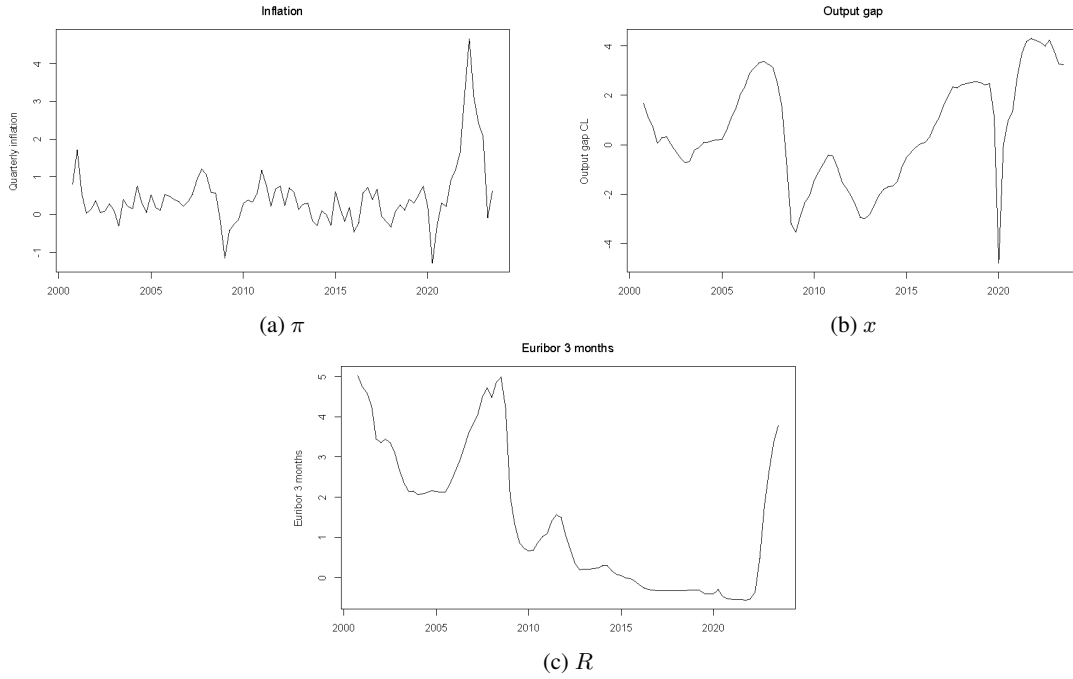 Inflation
Quarterly inflation
4
3
2
1
0
-1
2000 2005 2010 2015 2020
(a) π
Output gap
Output gap CL
4
2
0
-2
-4
2000 2005 2010 2015 2020
(b) x
Euribor 3 months
Euribor 3 months
5
4
3
2
1
0
2000 2005 2010 2015 2020
(c) R